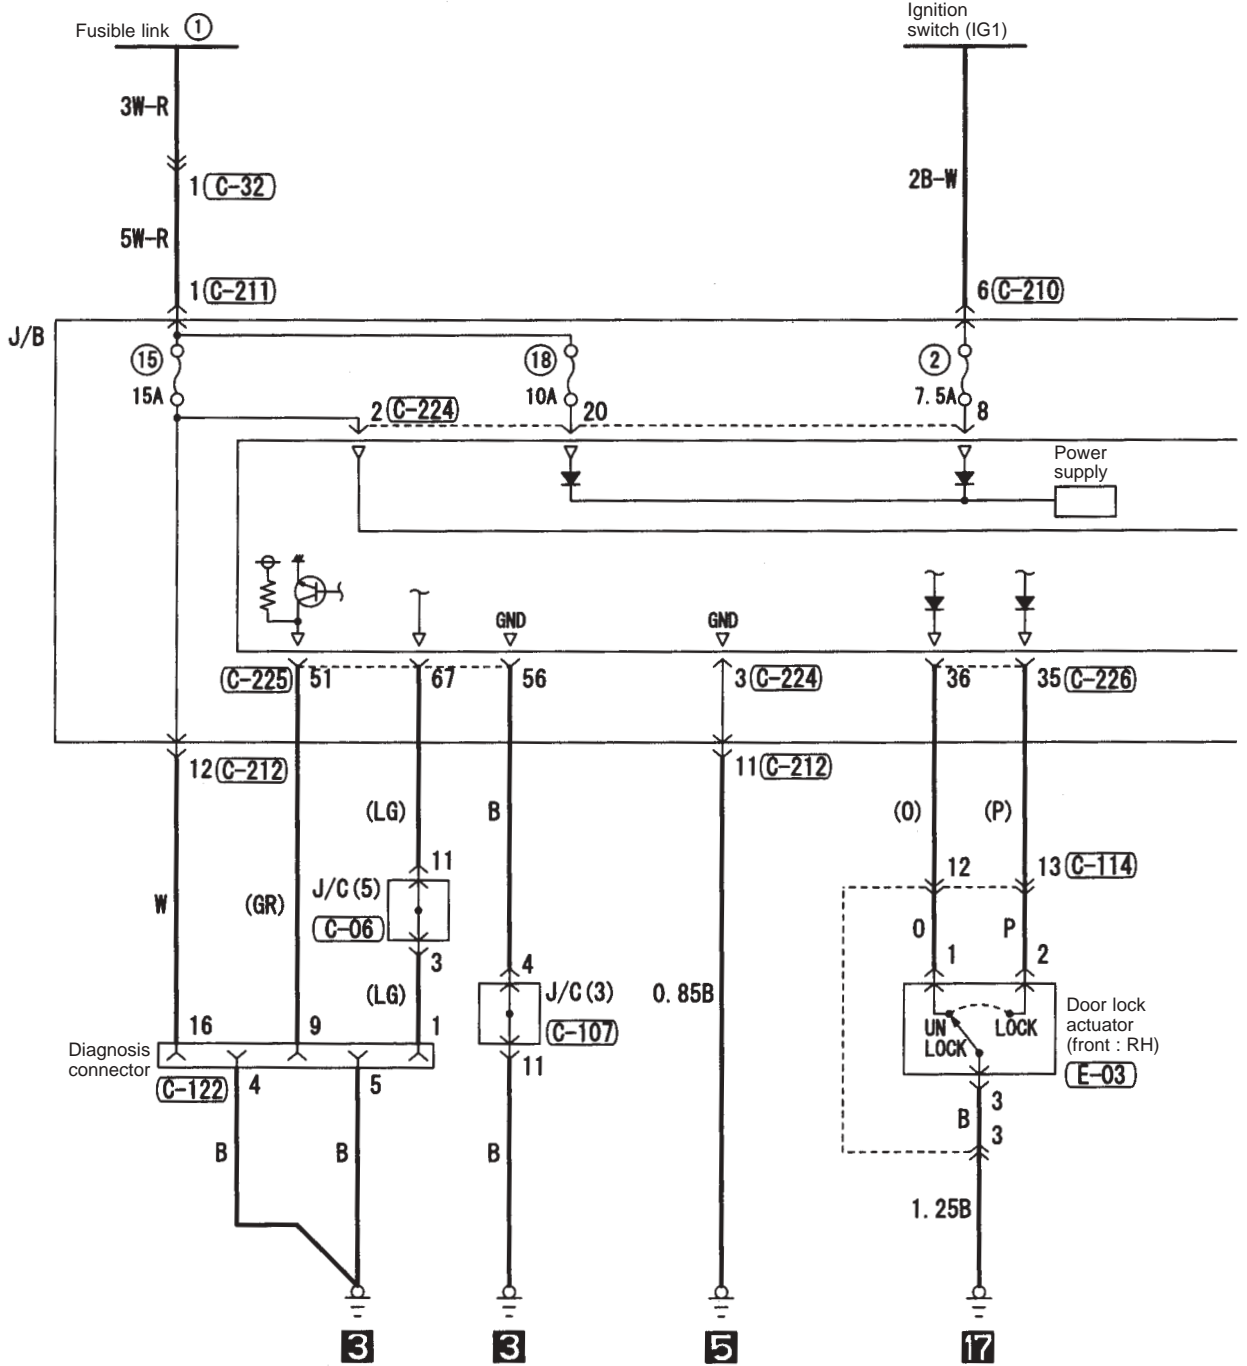 Fusible link 1
Ignition
switch (IG1)
3W-R
1 C-32
2B-W
5W-R
1 C-211
6 C-210
J/B
15
18
2
15A
10A
7.5A
2 C-224
20
8
Power
supply
GND
GND
C-225 51
67
56
3 C-224
36
35 C-226
12 C-212
11 C-212
(LG)
B
(O)
(P)
11
12
13 C-114
J/C(5)
W
(GR)
C-06
O
P
3
4
1
2
(LG)
J/C(3)
0.85B
16
9
1
C-107
UN
LOCK
LOCK
Door lock
actuator
(front : RH)
E-03
Diagnosis
connector
C-122
4
5
11
3
B
3
B
B
B
1.25B
3
3
5
17